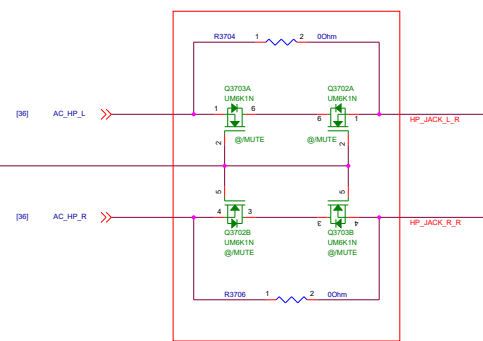 R3704 1 2 0Ohm
Q3703A Q3702A
UM6K1N UM6K1N
[36] AC_HP_L 1 6 6 1 HP_JACK_L_R
@/MUTE @/MUTE
2 2
5 5
[36] AC_HP_R 4 3 3 4 HP_JACK_R_R
Q3702B Q3703B
UM6K1N UM6K1N
@/MUTE @/MUTE
R3706 1 2 0Ohm